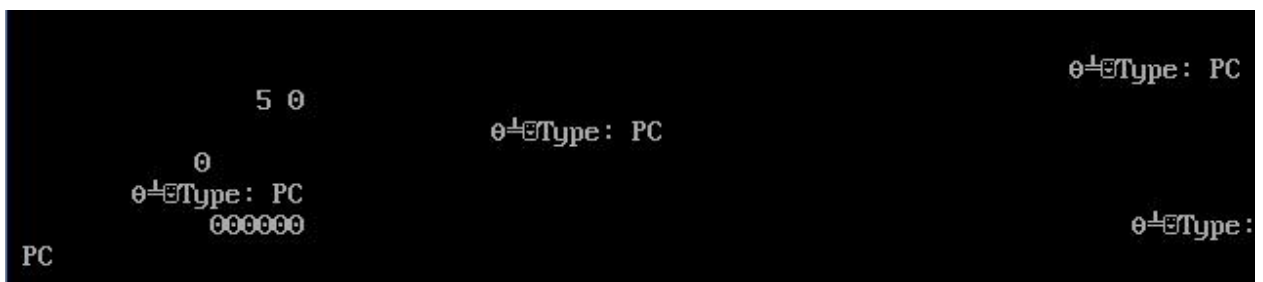 θ╧☺Type: PC
5 0
θ╧☺Type: PC
0
θ╧☺Type: PC
000000 θ╧☺Type:
PC